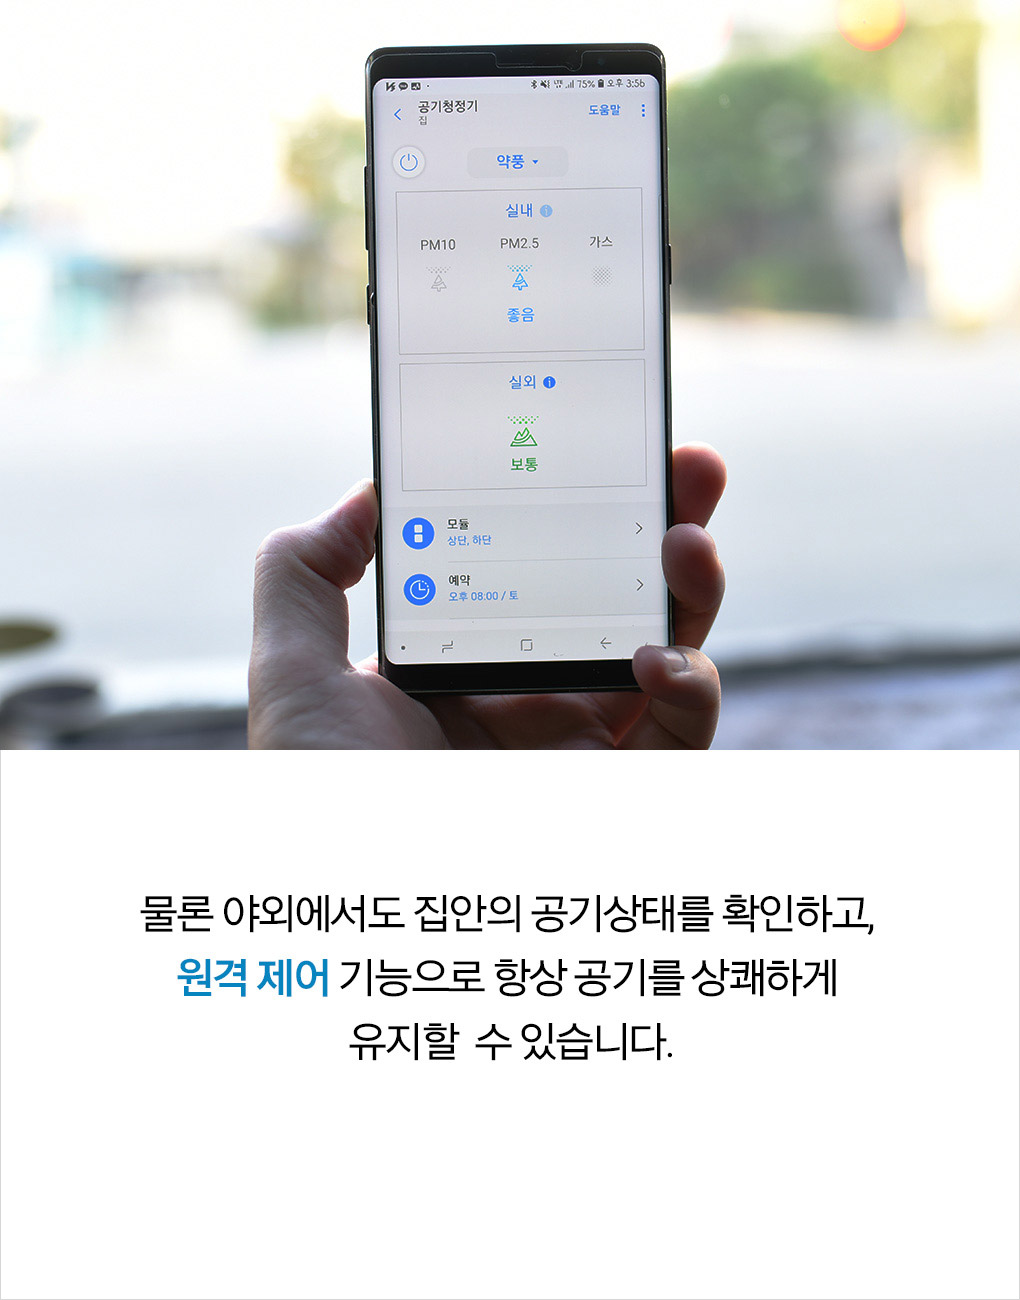 75% 오후 3:56
공기청정기
집
도움말
약풍
실내
PM10 PM2.5 가스
좋음
실외
보통
모듈
상단, 하단
예약
오후 08:00 / 토
물론 야외에서도 집안의 공기상태를 확인하고,
원격 제어 기능으로 항상 공기를 상쾌하게
유지할 수 있습니다.